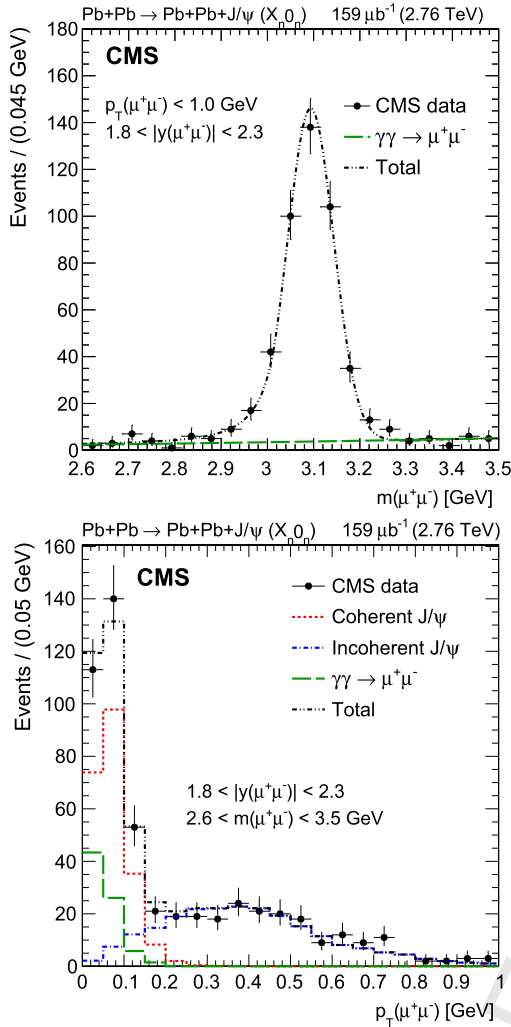 Pb+Pb → Pb+Pb+J/ψ (Xn0n) 159 μb⁻¹ (2.76 TeV)
180
CMS
160
pT(μ⁺μ⁻) < 1.0 GeV
1.8 < |y(μ⁺μ⁻)| < 2.3
CMS data
γγ → μ⁺μ⁻
Total
140
120
100
80
60
40
20
0
Events / (0.045 GeV)
2.6 2.7 2.8 2.9 3 3.1 3.2 3.3 3.4 3.5
m(μ⁺μ⁻) [GeV]
Pb+Pb → Pb+Pb+J/ψ (Xn0n) 159 μb⁻¹ (2.76 TeV)
160
CMS
CMS data
Coherent J/ψ
Incoherent J/ψ
γγ → μ⁺μ⁻
Total
140
120
100
80
60
40
20
0
1.8 < |y(μ⁺μ⁻)| < 2.3
2.6 < m(μ⁺μ⁻) < 3.5 GeV
Events / (0.05 GeV)
0 0.1 0.2 0.3 0.4 0.5 0.6 0.7 0.8 0.9 1
pT(μ⁺μ⁻) [GeV]